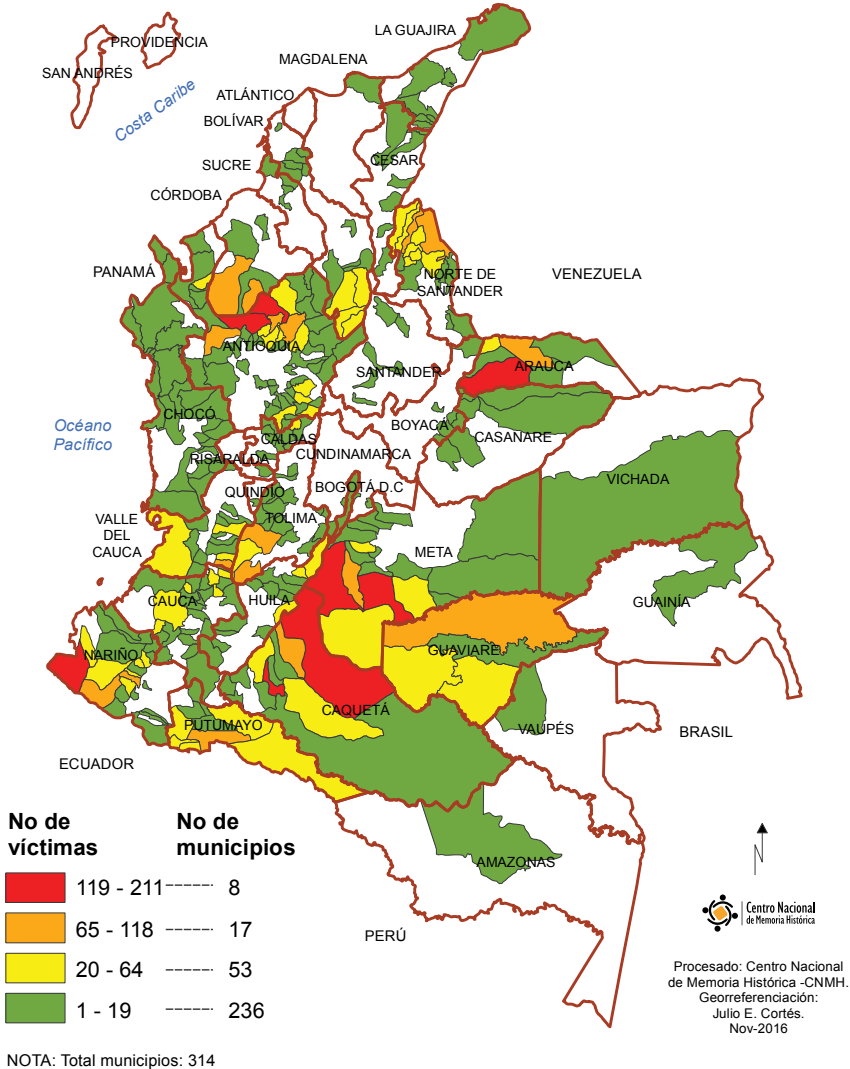 LA GUAJIRA
PROVIDENCIA
MAGDALENA
SAN ANDRÉS
ATLÁNTICO
Costa Caribe
BOLÍVAR
SUCRE
CESAR
CÓRDOBA
PANAMÁ
NORTE DE
SANTANDER
VENEZUELA
ANTIOQUIA
SANTANDER
ARAUCA
CHOCÓ
Océano
Pacífico
BOYACÁ
CALDAS
CASANARE
RISARALDA
CUNDINAMARCA
VICHADA
QUINDÍO
BOGOTÁ D.C
VALLE
DEL
CAUCA
TOLIMA
META
CAUCA
HUILA
GUAINÍA
NARIÑO
GUAVIARE
CAQUETÁ
PUTUMAYO
VAUPÉS
BRASIL
ECUADOR
AMAZONAS
PERÚ
No de
víctimas
No de
municipios
119 - 211 ----- 8
65 - 118 ----- 17
20 - 64 ----- 53
1 - 19 ----- 236
NOTA: Total municipios: 314
N
Centro Nacional
de Memoria Histórica
Procesado: Centro Nacional
de Memoria Histórica -CNMH.
Georreferenciación:
Julio E. Cortés.
Nov-2016